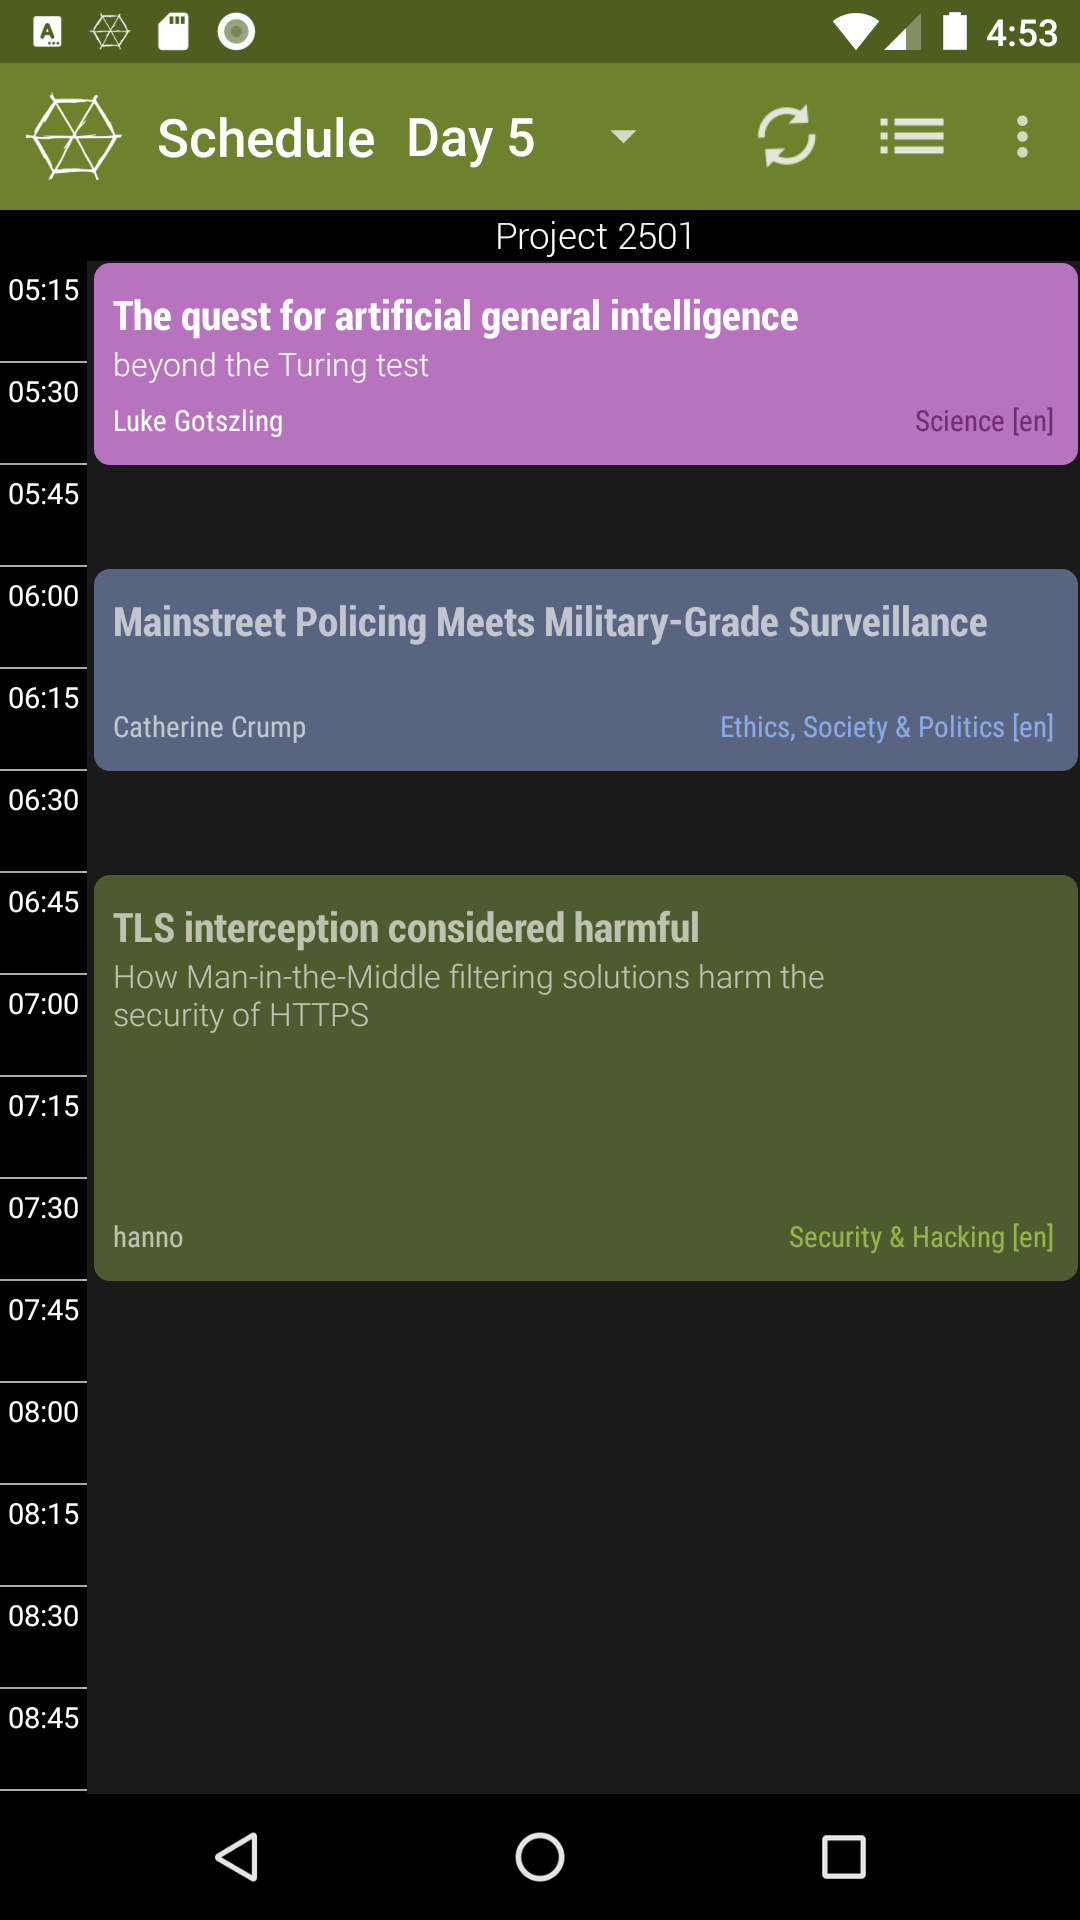 4:53
Schedule Day 5
Project 2501
05:15
The quest for artificial general intelligence
beyond the Turing test
05:30
Luke Gotszling Science [en]
05:45
06:00
Mainstreet Policing Meets Military-Grade Surveillance
06:15
Catherine Crump Ethics, Society & Politics [en]
06:30
06:45
TLS interception considered harmful
How Man-in-the-Middle filtering solutions harm the
07:00
security of HTTPS
07:15
07:30
hanno Security & Hacking [en]
07:45
08:00
08:15
08:30
08:45